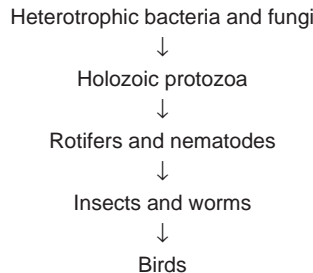 Heterotrophic bacteria and fungi
↓
Holozoic protozoa
↓
Rotifers and nematodes
↓
Insects and worms
↓
Birds